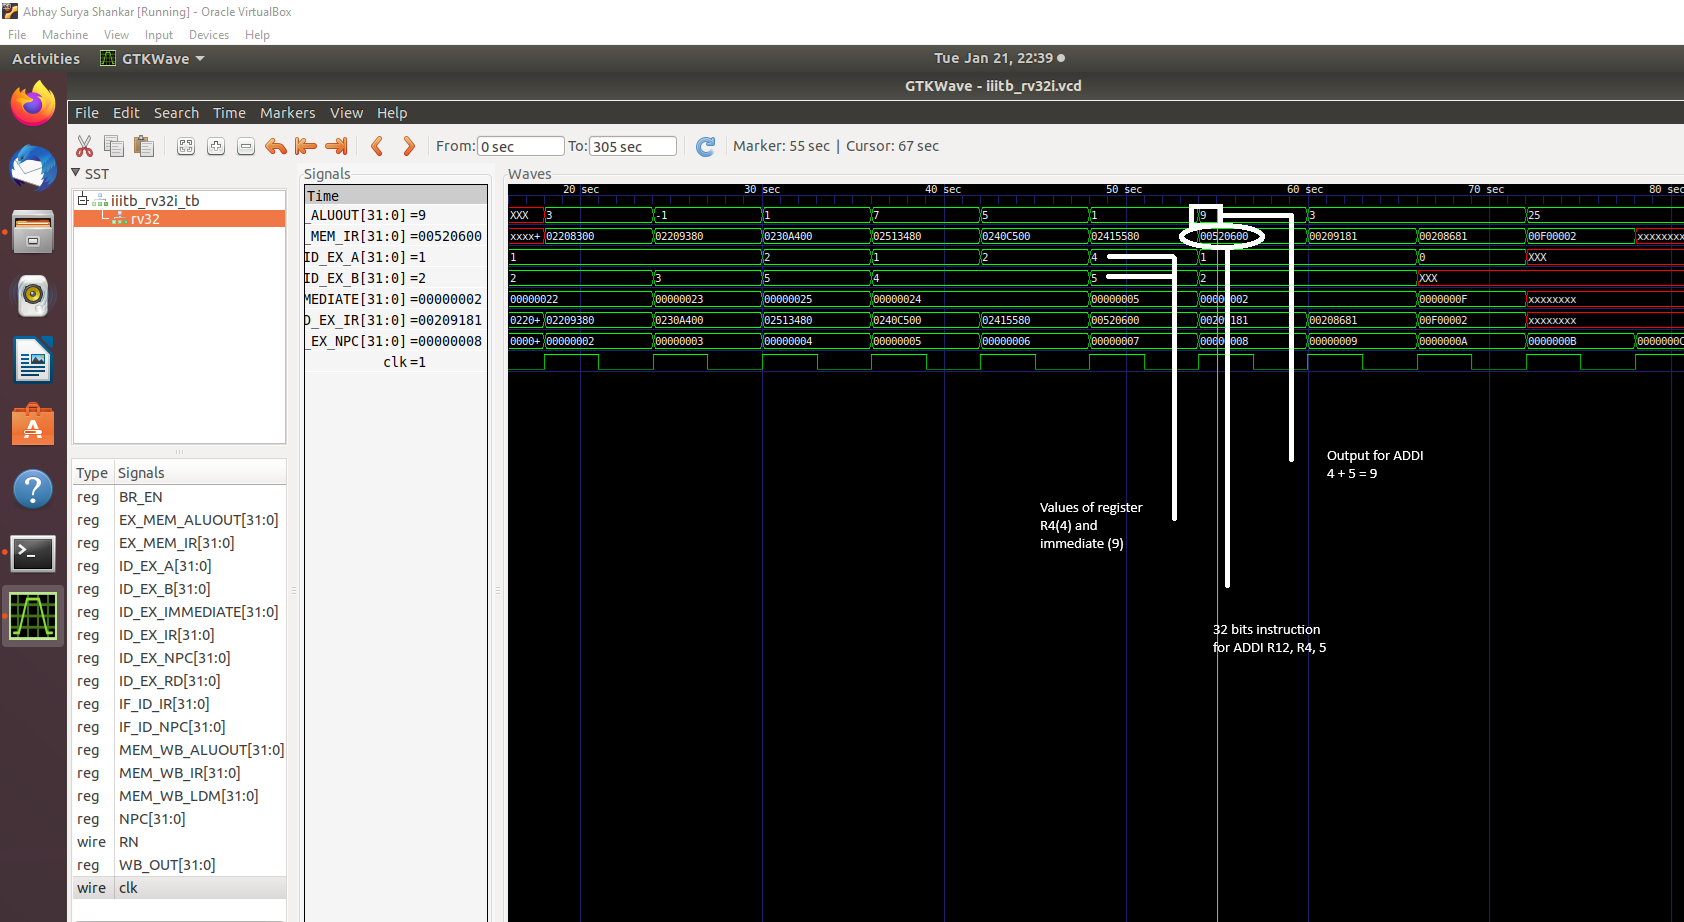 Abhay Surya Shankar [Running] - Oracle VirtualBox
File Machine View Input Devices Help
Activities GTKWave Tue Jan 21, 22:39
GTKWave - iiitb_rv32i.vcd
File Edit Search Time Markers View Help
From: 0 sec To: 305 sec Marker: 55 sec | Cursor: 67 sec
SST
iiitb_rv32i_tb
rv32
Type Signals
reg BR_EN
reg EX_MEM_ALUOUT[31:0]
reg EX_MEM_IR[31:0]
reg ID_EX_A[31:0]
reg ID_EX_B[31:0]
reg ID_EX_IMMEDIATE[31:0]
reg ID_EX_IR[31:0]
reg ID_EX_NPC[31:0]
reg ID_EX_RD[31:0]
reg IF_ID_IR[31:0]
reg IF_ID_NPC[31:0]
reg MEM_WB_ALUOUT[31:0]
reg MEM_WB_IR[31:0]
reg MEM_WB_LDM[31:0]
reg NPC[31:0]
wire RN
reg WB_OUT[31:0]
wire clk
Signals
Time
_ALUOUT[31:0] =9
_MEM_IR[31:0] =00520600
ID_EX_A[31:0] =1
ID_EX_B[31:0] =2
MEDIATE[31:0] =00000002
D_EX_IR[31:0] =00209181
_EX_NPC[31:0] =00000008
clk =1
Waves
20 sec 30 sec 40 sec 50 sec 60 sec 70 sec 80 sec
XXX 3 -1 1 7 5 1 9 3 25
xxxx+ 02208300 02209380 0230A400 02513480 0240C500 02415580 00520600 00209181 00208681 00F00002 xxxxxxxx
1 2 1 2 4 1 0 XXX
2 3 5 4 5 2 XXX
00000022 00000023 00000025 00000024 00000005 00000002 0000000F xxxxxxxx
0220+ 02209380 0230A400 02513480 0240C500 02415580 00520600 00209181 00208681 00F00002 xxxxxxxx
0000+ 00000002 00000003 00000004 00000005 00000006 00000007 00000008 00000009 0000000A 0000000B 0000000C
Output for ADDI
4 + 5 = 9
Values of register
R4(4) and
immediate (9)
32 bits instruction
for ADDI R12, R4, 5